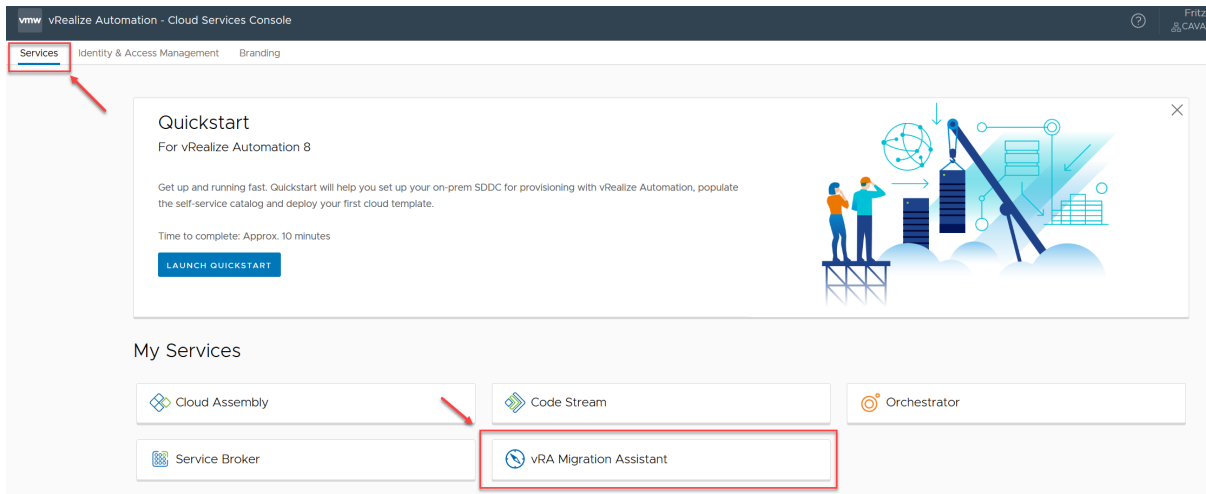 vmw vRealize Automation - Cloud Services Console
Fritz
CAVA
Services Identity & Access Management Branding
Quickstart
For vRealize Automation 8
Get up and running fast. Quickstart will help you set up your on-prem SDDC for provisioning with vRealize Automation, populate
the self-service catalog and deploy your first cloud template.
Time to complete: Approx. 10 minutes
LAUNCH QUICKSTART
My Services
Cloud Assembly
Code Stream
Orchestrator
Service Broker
vRA Migration Assistant